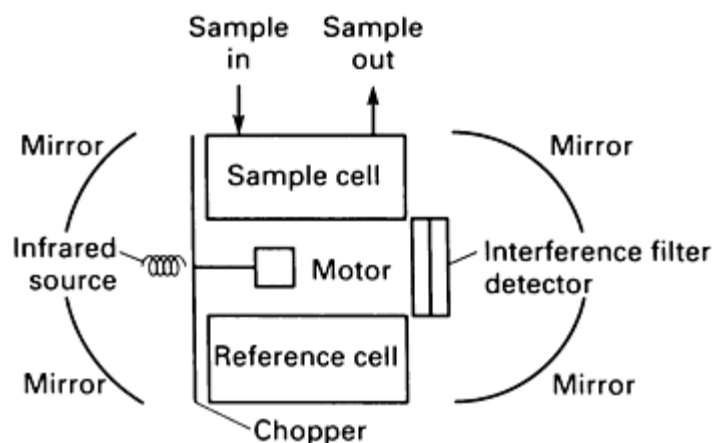 Sample
in
Sample
out
Mirror
Mirror
Sample cell
Infrared
source
Motor
Interference filter
detector
Reference cell
Mirror
Mirror
Chopper